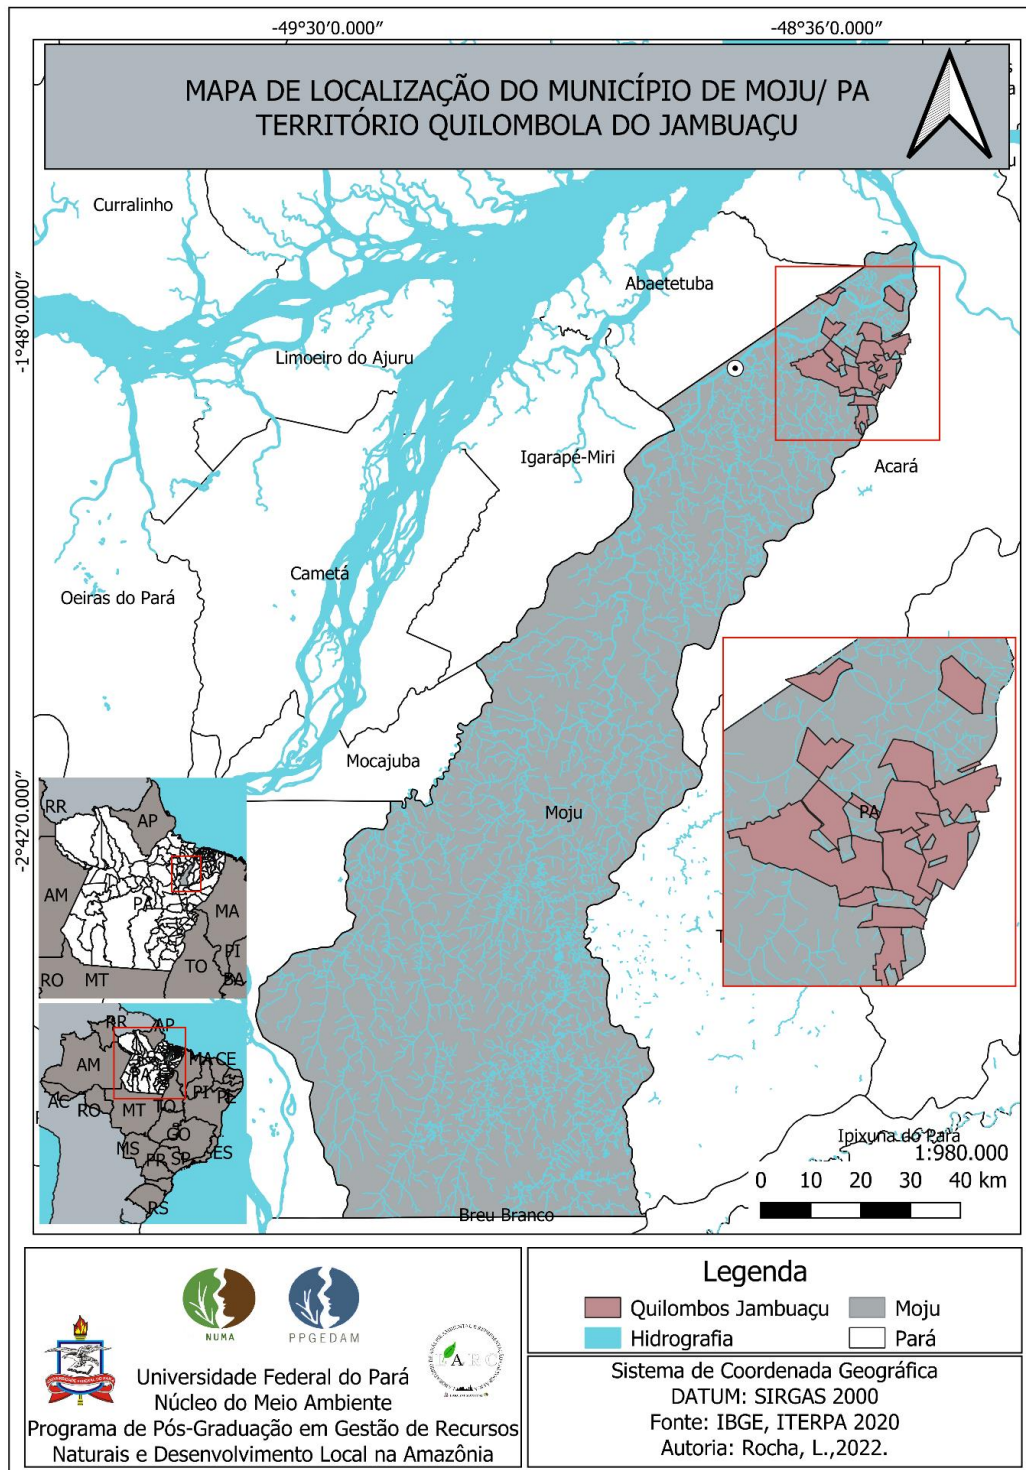 -49°30′0.000″
-48°36′0.000″
MAPA DE LOCALIZAÇÃO DO MUNICÍPIO DE MOJU/ PA
TERRITÓRIO QUILOMBOLA DO JAMBUAÇU
-1°48′0.000″
-2°42′0.000″
Curralinho
Abaetetuba
Limoeiro do Ajuru
Igarapé-Miri
Acará
Cametá
Oeiras do Pará
Mocajuba
Moju
PA
RR
AP
AM
PA
MA
PI
TO
BA
RO
MT
RR
AP
AM
PA
MA
CE
PI
PE
AC
RO
MT
TO
GO
MS
ES
PR
SP
RS
Ipixuna do Pará
1:980.000
0 10 20 30 40 km
Breu Branco
NUMA
PPGEDAM
LARC
Universidade Federal do Pará
Núcleo do Meio Ambiente
Programa de Pós-Graduação em Gestão de Recursos
Naturais e Desenvolvimento Local na Amazônia
Legenda
Quilombos Jambuaçu
Moju
Hidrografia
Pará
Sistema de Coordenada Geográfica
DATUM: SIRGAS 2000
Fonte: IBGE, ITERPA 2020
Autoria: Rocha, L.,2022.